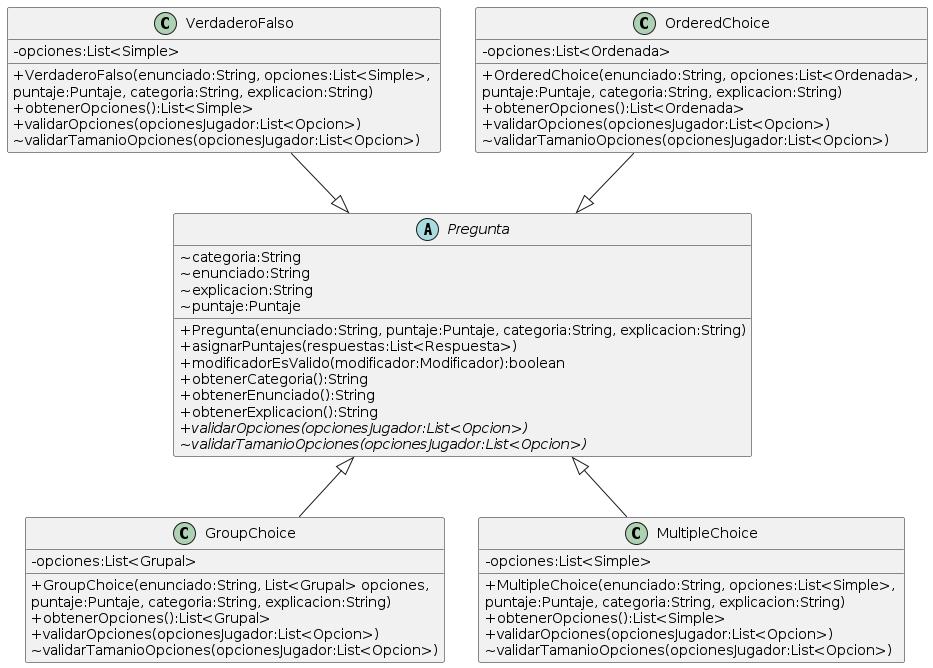 C VerdaderoFalso
-opciones:List<Simple>
+VerdaderoFalso(enunciado:String, opciones:List<Simple>,
puntaje:Puntaje, categoria:String, explicacion:String)
+obtenerOpciones():List<Simple>
+validarOpciones(opcionesJugador:List<Opcion>)
~validarTamanioOpciones(opcionesJugador:List<Opcion>)
C OrderedChoice
-opciones:List<Ordenada>
+OrderedChoice(enunciado:String, opciones:List<Ordenada>,
puntaje:Puntaje, categoria:String, explicacion:String)
+obtenerOpciones():List<Ordenada>
+validarOpciones(opcionesJugador:List<Opcion>)
~validarTamanioOpciones(opcionesJugador:List<Opcion>)
A Pregunta
~categoria:String
~enunciado:String
~explicacion:String
~puntaje:Puntaje
+Pregunta(enunciado:String, puntaje:Puntaje, categoria:String, explicacion:String)
+asignarPuntajes(respuestas:List<Respuesta>)
+modificadorEsValido(modificador:Modificador):boolean
+obtenerCategoria():String
+obtenerEnunciado():String
+obtenerExplicacion():String
+validarOpciones(opcionesJugador:List<Opcion>)
~validarTamanioOpciones(opcionesJugador:List<Opcion>)
C GroupChoice
-opciones:List<Grupal>
+GroupChoice(enunciado:String, List<Grupal> opciones,
puntaje:Puntaje, categoria:String, explicacion:String)
+obtenerOpciones():List<Grupal>
+validarOpciones(opcionesJugador:List<Opcion>)
~validarTamanioOpciones(opcionesJugador:List<Opcion>)
C MultipleChoice
-opciones:List<Simple>
+MultipleChoice(enunciado:String, opciones:List<Simple>,
puntaje:Puntaje, categoria:String, explicacion:String)
+obtenerOpciones():List<Simple>
+validarOpciones(opcionesJugador:List<Opcion>)
~validarTamanioOpciones(opcionesJugador:List<Opcion>)